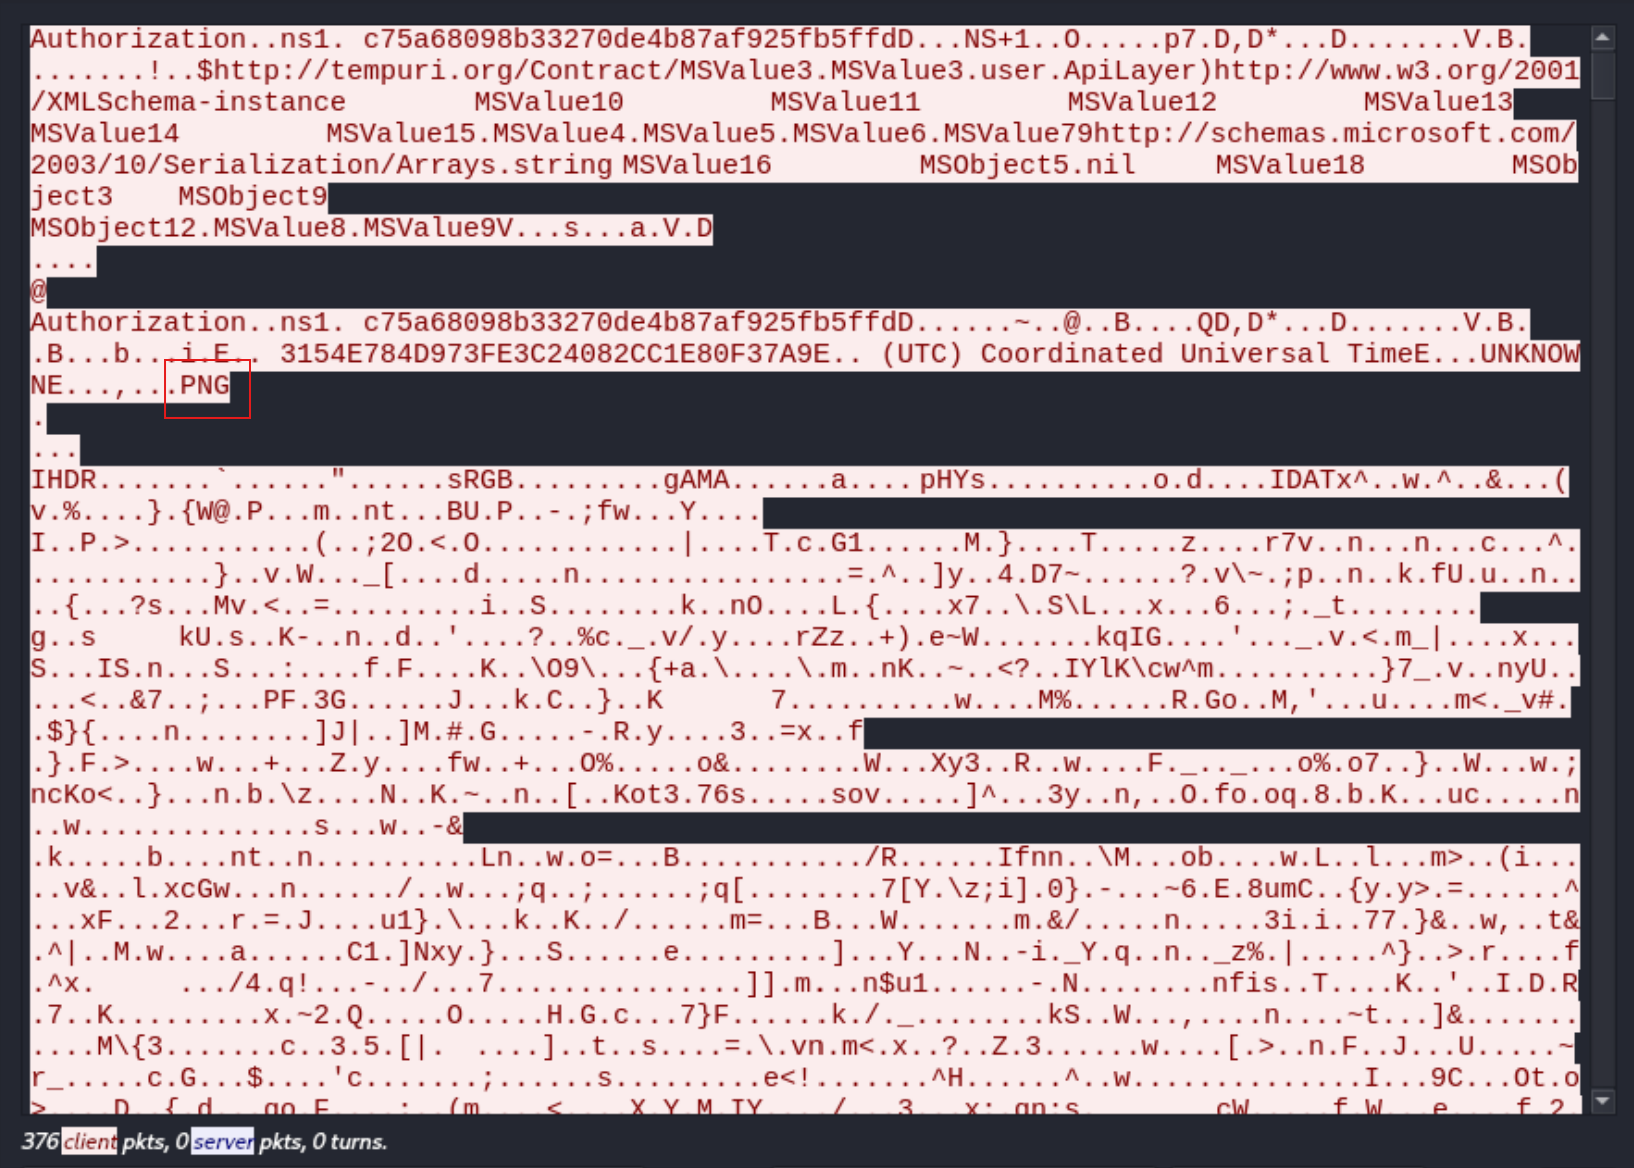 Authorization..ns1. c75a68098b33270de4b87af925fb5ffdD...NS+1..O.....p7.D,D*...D.......V.B.
.......!..$http://tempuri.org/Contract/MSValue3.MSValue3.user.ApiLayer)http://www.w3.org/2001
/XMLSchema-instance MSValue10 MSValue11 MSValue12 MSValue13
MSValue14 MSValue15.MSValue4.MSValue5.MSValue6.MSValue79http://schemas.microsoft.com/
2003/10/Serialization/Arrays.string MSValue16 MSObject5.nil MSValue18 MSOb
ject3 MSObject9
MSObject12.MSValue8.MSValue9V...s...a.V.D
....
@
Authorization..ns1. c75a68098b33270de4b87af925fb5ffdD......~..@..B....QD,D*...D.......V.B.
.B...b...i.E.. 3154E784D973FE3C24082CC1E80F37A9E.. (UTC) Coordinated Universal TimeE...UNKNOW
NE...,...PNG
.
...
IHDR.......`......"......sRGB.........gAMA......a.... pHYs..........o.d....IDATx^..w.^..&...(
v.%....}.{W@.P...m..nt...BU.P..-.;fw...Y....
I..P.>...........(..;2O.<.O............|....T.c.G1......M.}....T.....z....r7v..n...n...c...^.
...........}..v.W..._[....d.....n................=.^..]y..4.D7~......?.v\~.;p..n..k.fU.u..n..
..{...?s...Mv.<..=.........i..S........k..nO....L.{....x7..\.S\L...x...6...;._t........
g..s kU.s..K-..n..d..'....?..%c._.v/.y....rZz..+).e~W.......kqIG....'..._.v.<.m_|....x...
S...IS.n...S...:....f.F....K..\O9\...{+a.\....\.m..nK..~..<?..IYlK\cw^m..........}7_.v..nyU..
...<..&7..;...PF.3G......J...k.C..}..K 7..........w....M%......R.Go..M,'...u....m<._v#.
.$}{....n........]J|..]M.#.G.....-.R.y....3..=x..f
.}.F.>....w...+...Z.y....fw..+...O%.....o&........W...Xy3..R..w....F._.._...o%.o7..}..W...w.;
ncKo<..}...n.b.\z....N..K.~..n..[..Kot3.76s.....sov.....]^...3y..n,..O.fo.oq.8.b.K...uc.....n
..w..............s...w..-&
.k.....b....nt..n..........Ln..w.o=...B.........../R......Ifnn..\M...ob....w.L..l...m>..(i...
..v&..l.xcGw...n....../..w...;q..;......;q[........7[Y.\z;i].0}.-...~6.E.8umC..{y.y>.=......^
...xF...2...r.=.J....u1}.\...k..K../......m=...B...W.......m.&/.....n.....3i.i..77.}&..w,..t&
.^|..M.w....a......C1.]Nxy.}...S......e.........]...Y...N..-i._Y.q..n.._z%.|.....^}..>.r....f
.^x. .../4.q!...-../...7...............]].m...n$u1......-.N........nfis..T....K..'..I.D.R
.7..K.........x.~2.Q.....O.....H.G.c...7}F......k./._........kS..W...,....n....~t...]&.......
....M\{3.......c..3.5.[|. ....]..t..s....=.\.vn.m<.x..?..Z.3......w....[.>..n.F..J...U.....~
r_.....c.G...$....'c.......;......s.........e<!.......^H......^..w..............I...9C...Ot.o
376 client pkts, 0 server pkts, 0 turns.